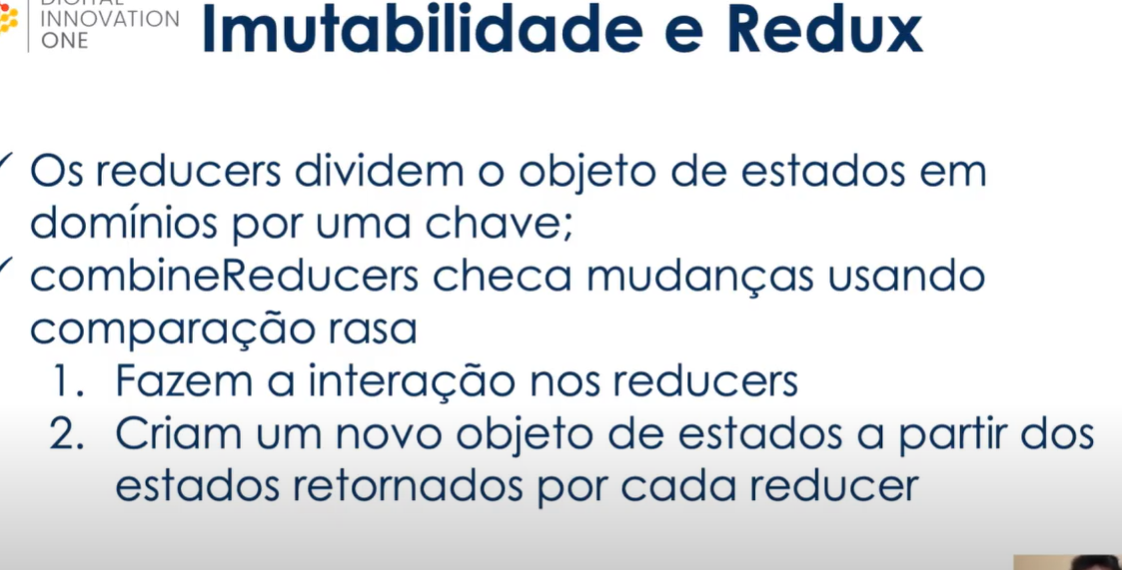 DIGITAL
INNOVATION
ONE
Imutabilidade e Redux
✓ Os reducers dividem o objeto de estados em
domínios por uma chave;
✓ combineReducers checa mudanças usando
comparação rasa
1. Fazem a interação nos reducers
2. Criam um novo objeto de estados a partir dos
estados retornados por cada reducer